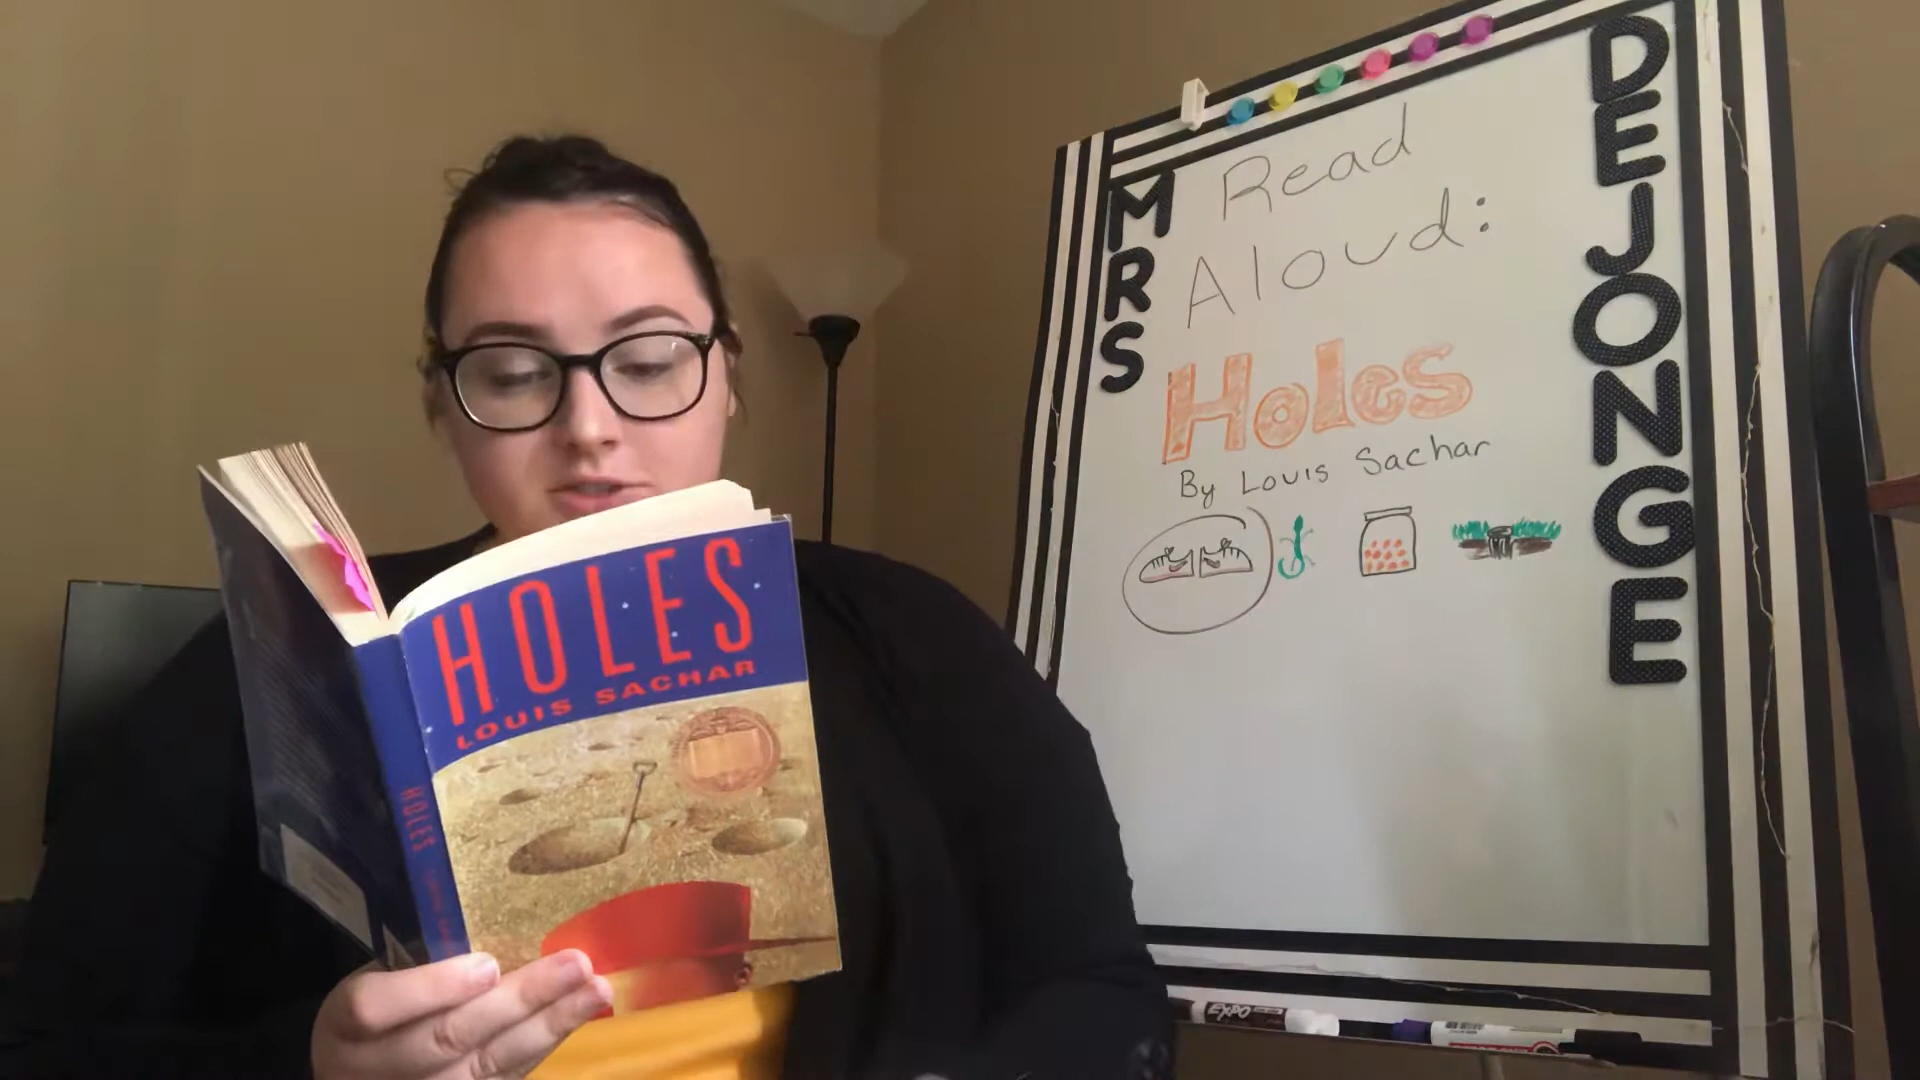 MRS
DEJONGE
Read
Aloud:
Holes
By Louis Sachar
HOLES
LOUIS SACHAR
HOLES
EXPO